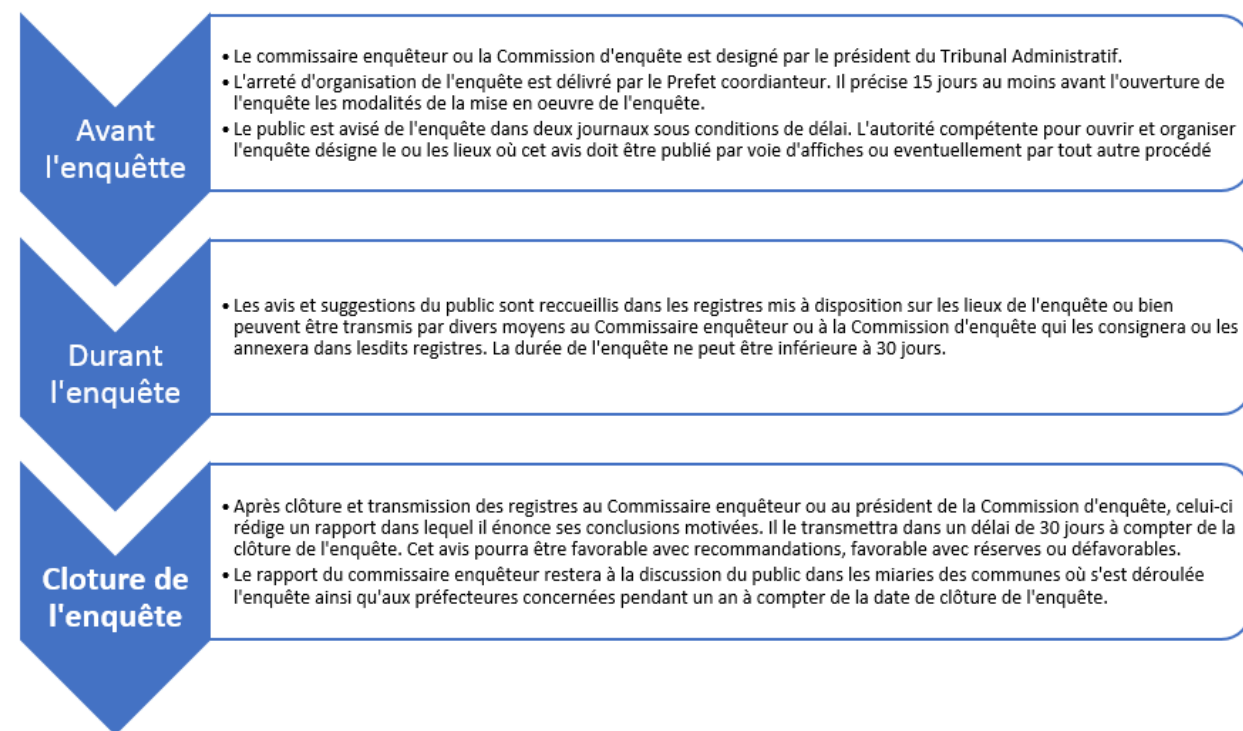 Avant
l'enquêtte
• Le commissaire enquêteur ou la Commission d'enquête est designé par le président du Tribunal Administratif.
• L'arreté d'organisation de l'enquête est délivré par le Prefet coordianteur. Il précise 15 jours au moins avant l'ouverture de
l'enquête les modalités de la mise en oeuvre de l'enquête.
• Le public est avisé de l'enquête dans deux journaux sous conditions de délai. L'autorité compétente pour ouvrir et organiser
l'enquête désigne le ou les lieux où cet avis doit être publié par voie d'affiches ou eventuellement par tout autre procédé
Durant
l'enquête
• Les avis et suggestions du public sont reccueillis dans les registres mis à disposition sur les lieux de l'enquête ou bien
peuvent être transmis par divers moyens au Commissaire enquêteur ou à la Commission d'enquête qui les consignera ou les
annexera dans lesdits registres. La durée de l'enquête ne peut être inférieure à 30 jours.
Cloture de
l'enquête
• Après clôture et transmission des registres au Commissaire enquêteur ou au président de la Commission d'enquête, celui-ci
rédige un rapport dans lequel il énonce ses conclusions motivées. Il le transmettra dans un délai de 30 jours à compter de la
clôture de l'enquête. Cet avis pourra être favorable avec recommandations, favorable avec réserves ou défavorables.
• Le rapport du commissaire enquêteur restera à la discussion du public dans les miaries des communes où s'est déroulée
l'enquête ainsi qu'aux préfecteures concernées pendant un an à compter de la date de clôture de l'enquête.